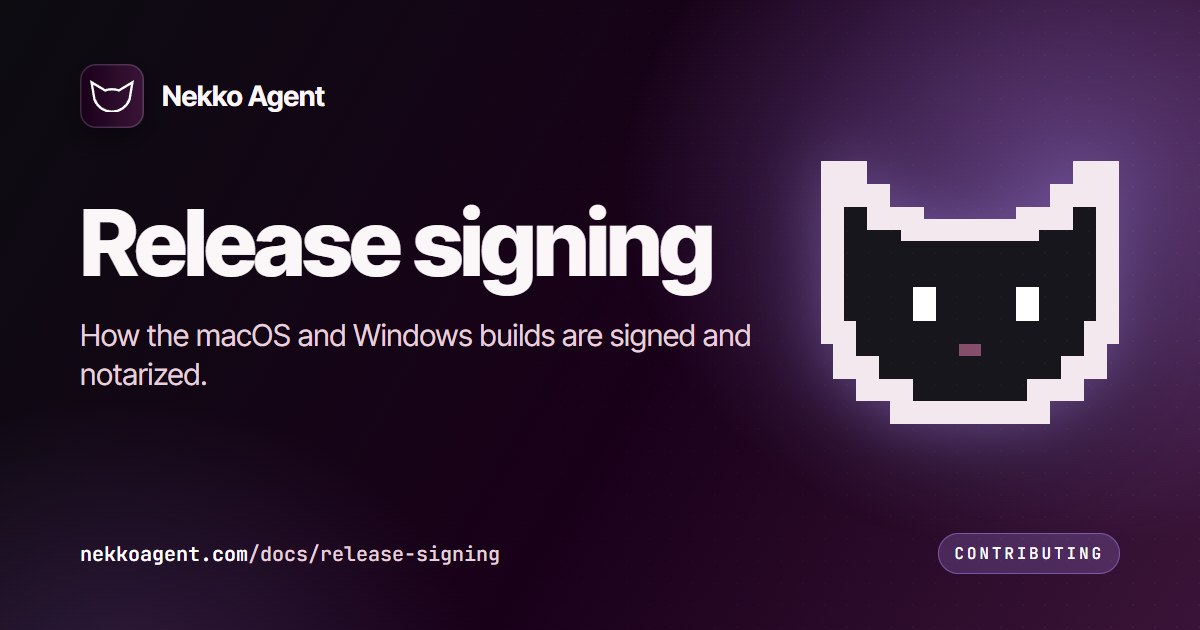 Nekko Agent
Release signing
How the macOS and Windows builds are signed and
notarized.
nekkoagent.com/docs/release-signing
CONTRIBUTING